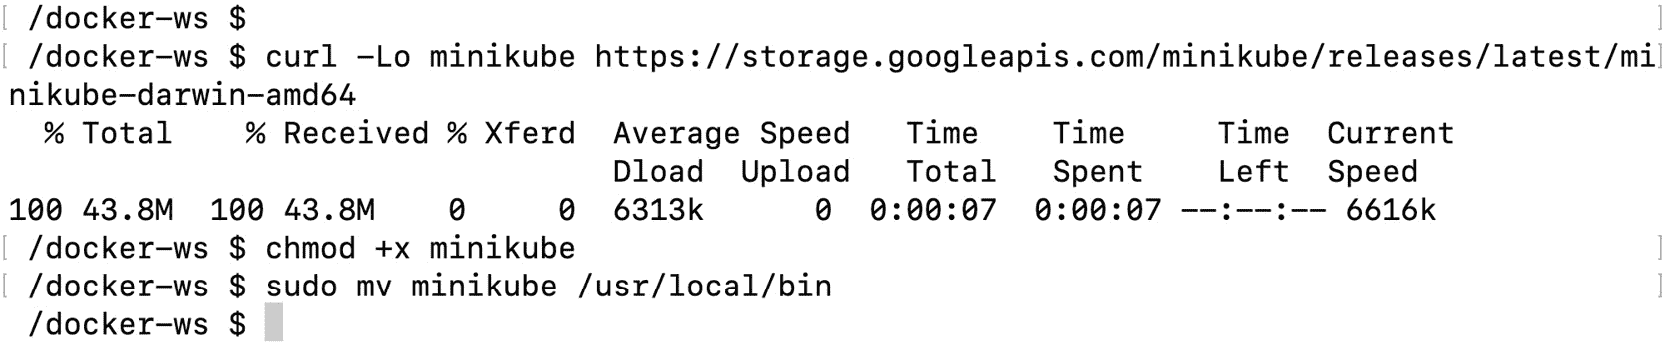 [ /docker-ws $ ]
[ /docker-ws $ curl -Lo minikube https://storage.googleapis.com/minikube/releases/latest/mi]
nikube-darwin-amd64
  % Total    % Received % Xferd  Average Speed   Time    Time     Time  Current
                                 Dload  Upload   Total   Spent    Left  Speed
100 43.8M  100 43.8M    0     0  6313k      0  0:00:07  0:00:07 --:--:-- 6616k
[ /docker-ws $ chmod +x minikube ]
[ /docker-ws $ sudo mv minikube /usr/local/bin ]
 /docker-ws $